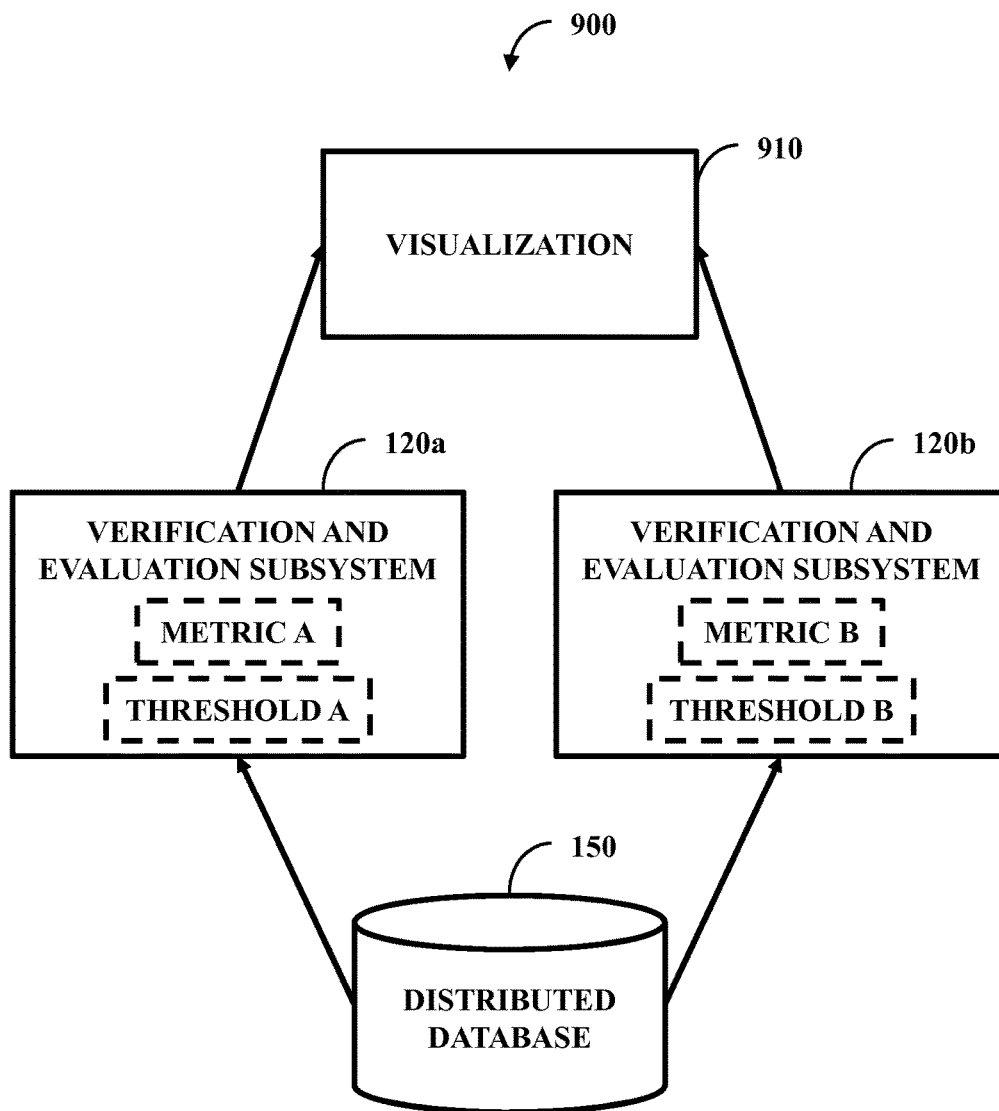 900
910
VISUALIZATION
120a
120b
VERIFICATION AND
EVALUATION SUBSYSTEM
METRIC A
THRESHOLD A
VERIFICATION AND
EVALUATION SUBSYSTEM
METRIC B
THRESHOLD B
150
DISTRIBUTED
DATABASE